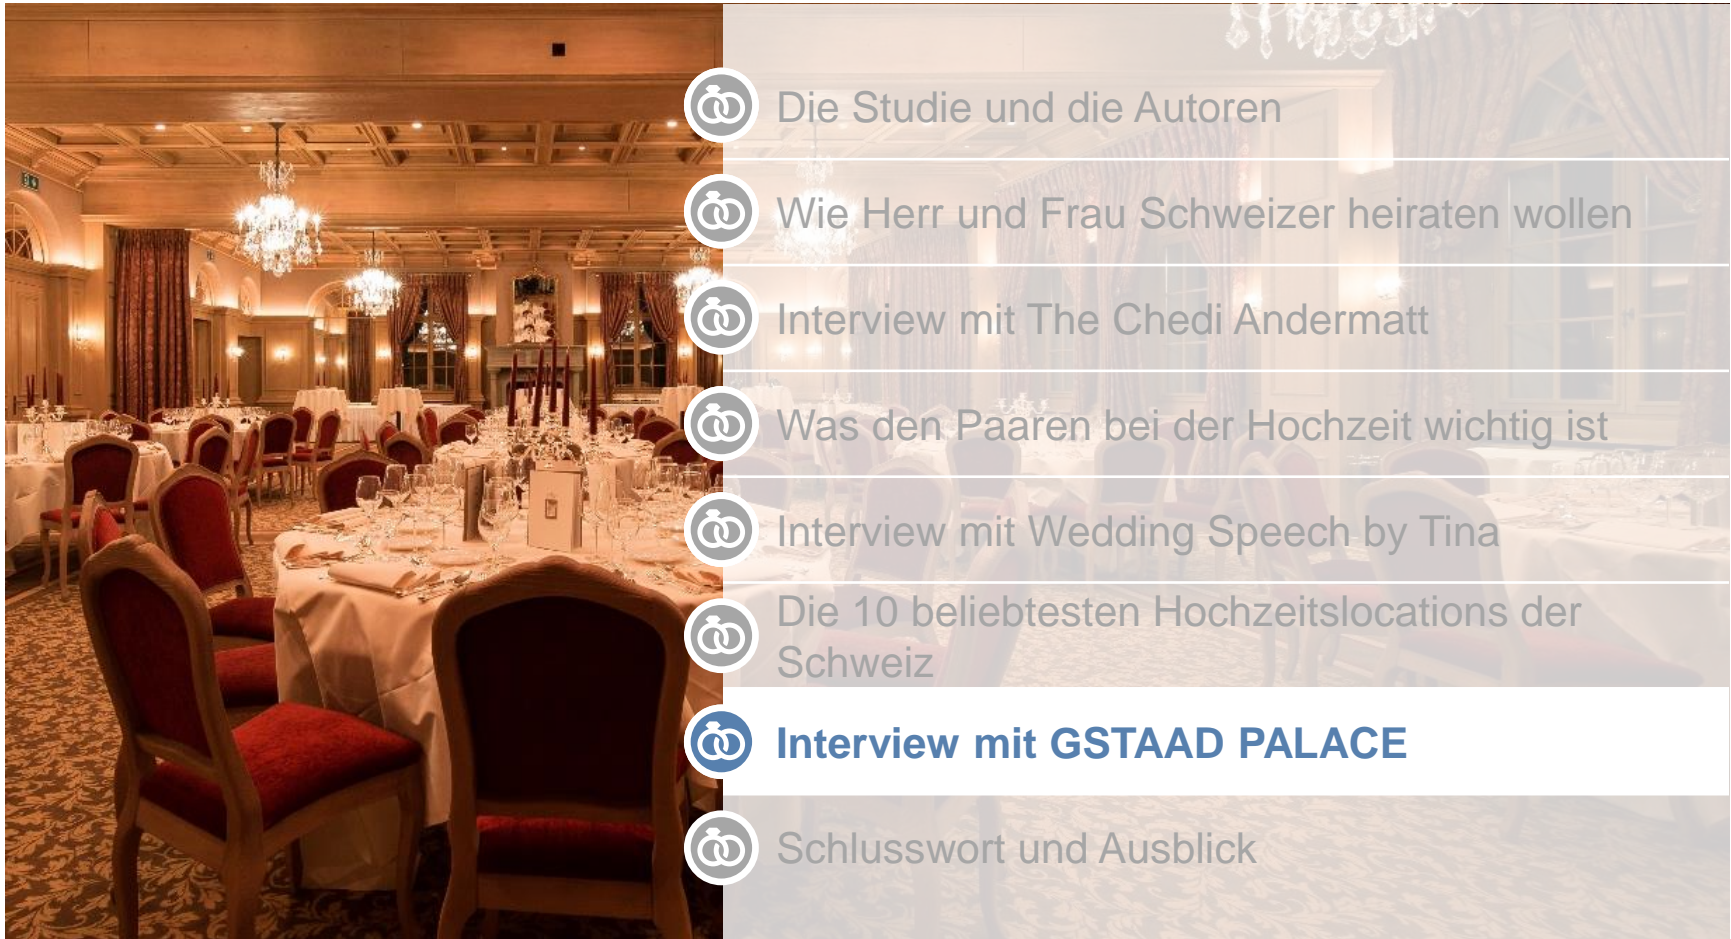 Die Studie und die Autoren
Wie Herr und Frau Schweizer heiraten wollen
Interview mit The Chedi Andermatt
Was den Paaren bei der Hochzeit wichtig ist
Interview mit Wedding Speech by Tina
Die 10 beliebtesten Hochzeitslocations der
Schweiz
Interview mit GSTAAD PALACE
Schlusswort und Ausblick